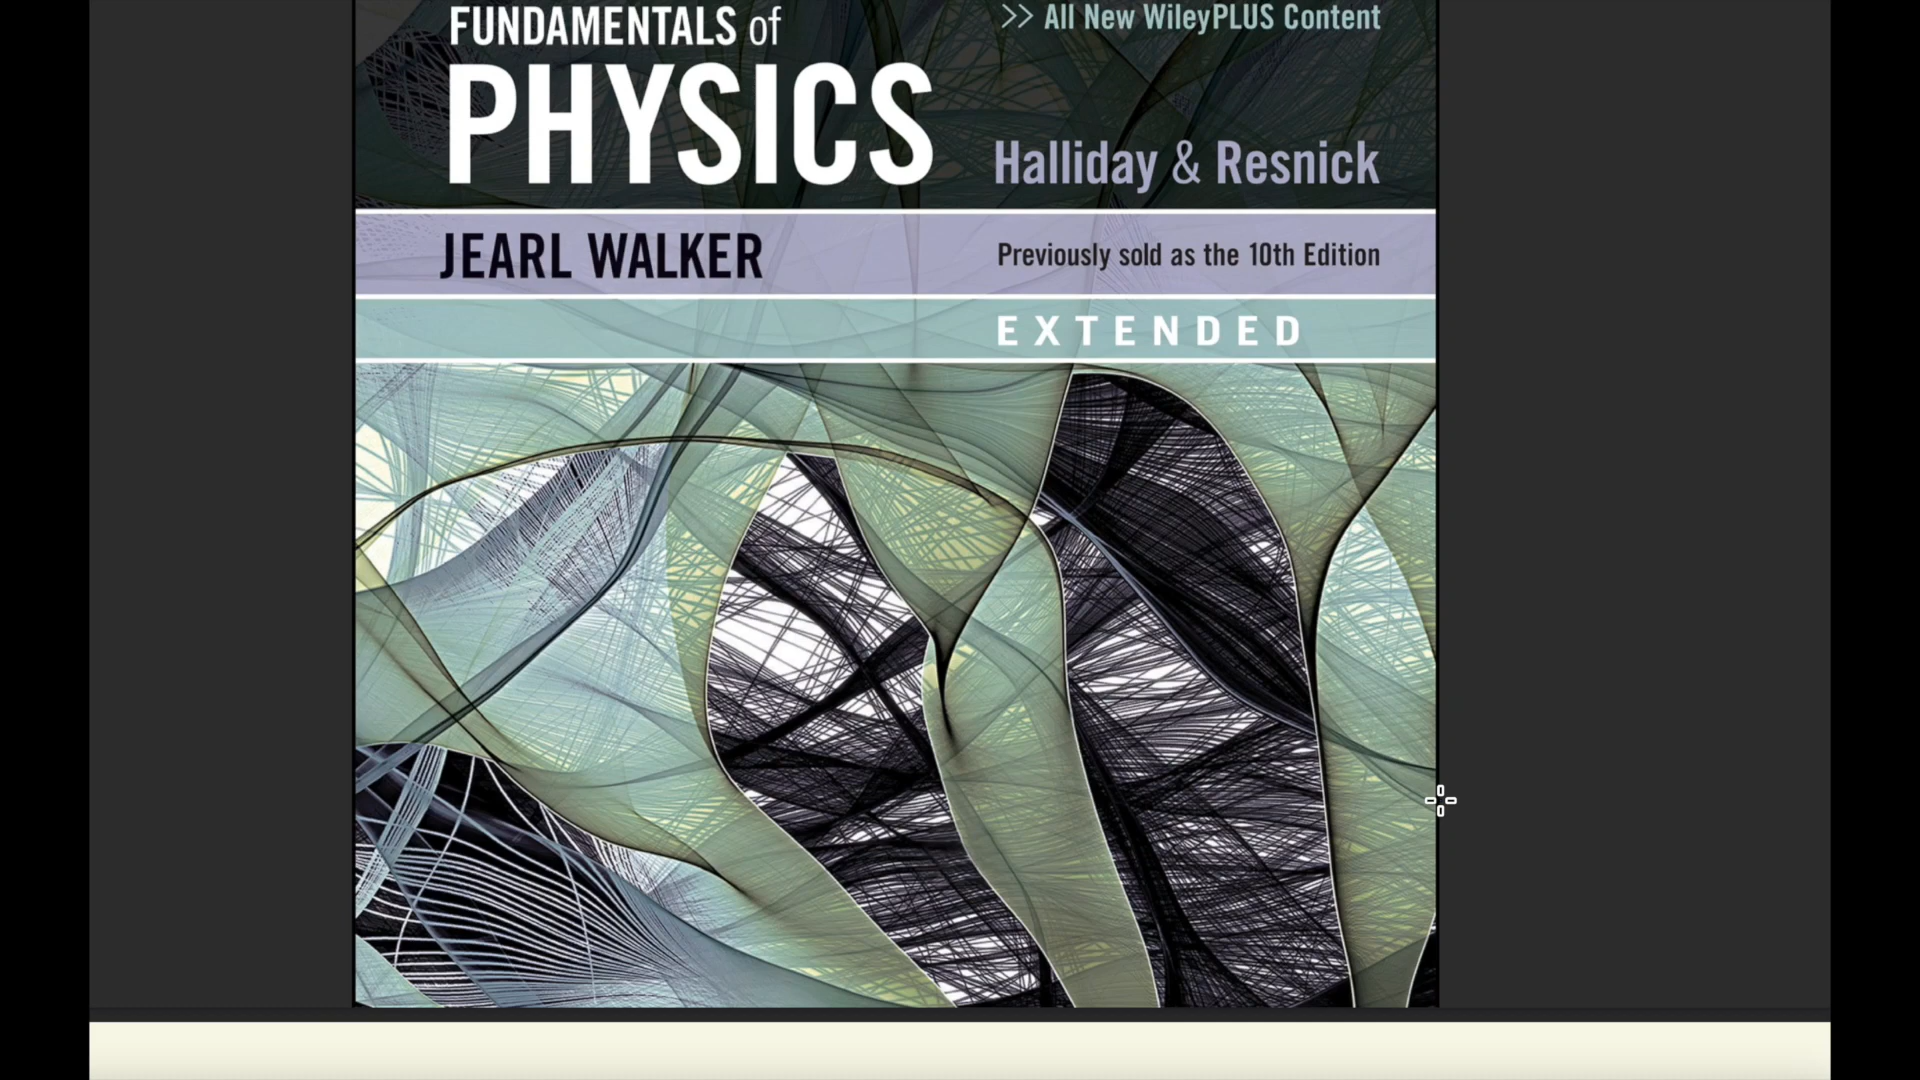 FUNDAMENTALS of
PHYSICS
>> All New WileyPLUS Content
Halliday & Resnick
JEARL WALKER
Previously sold as the 10th Edition
EXTENDED